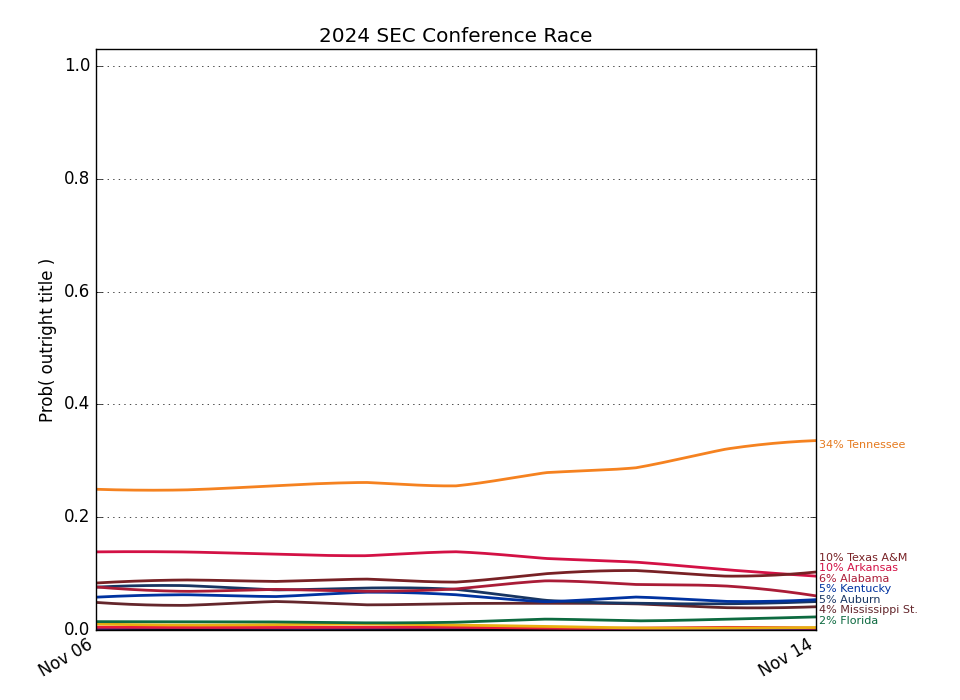 2024 SEC Conference Race
1.0
0.8
0.6
0.4
0.2
0.0
Prob( outright title )
Nov 06
Nov 14
34% Tennessee
10% Texas A&M
10% Arkansas
6% Alabama
5% Kentucky
5% Auburn
4% Mississippi St.
2% Florida